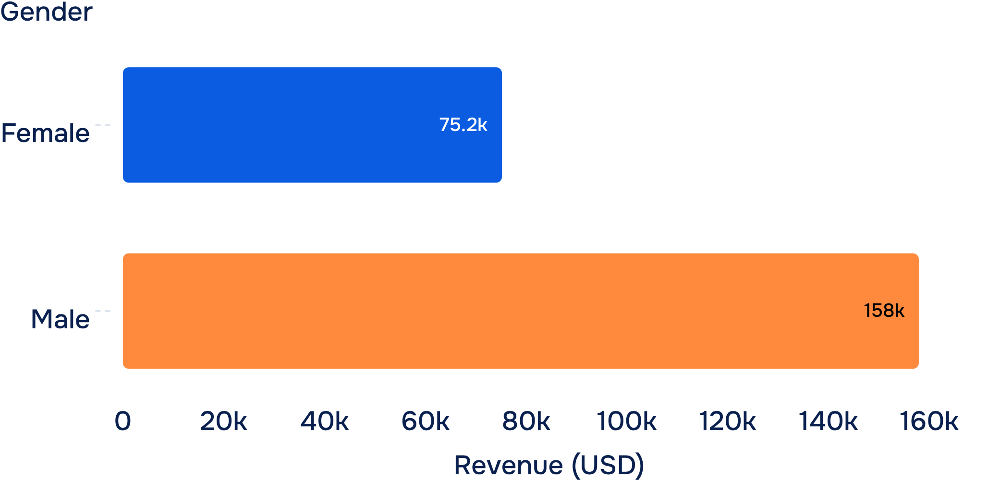 Gender
Female
75.2k
Male
158k
0 20k 40k 60k 80k 100k 120k 140k 160k
Revenue (USD)